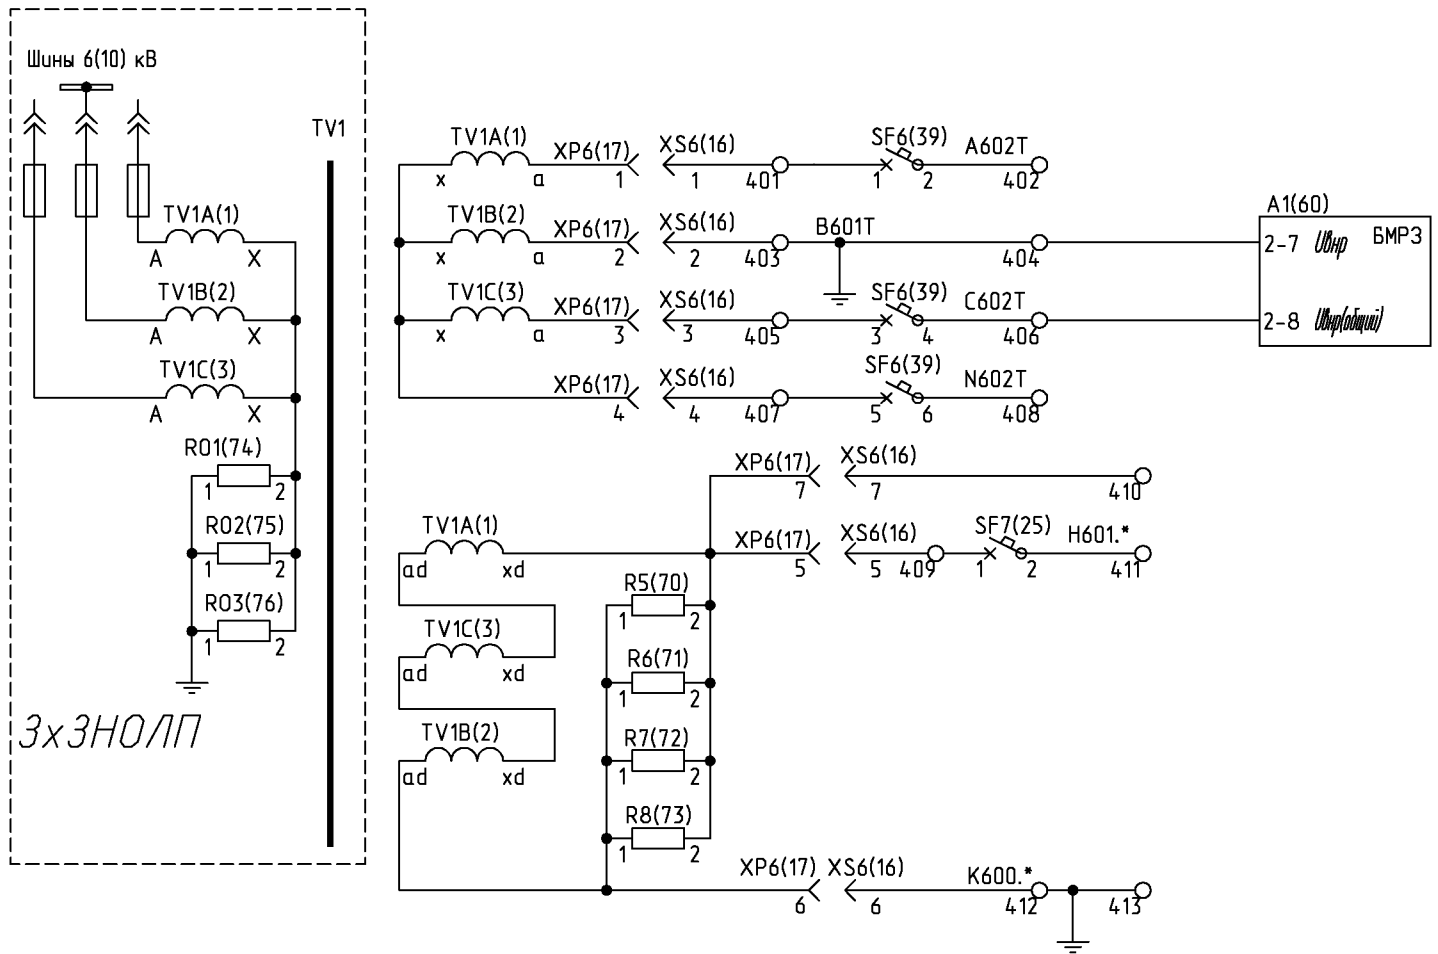 Шины 6(10) кВ
TV1
TV1A(1)
A X
TV1B(2)
A X
TV1C(3)
A X
R01(74)
1 2
R02(75)
1 2
R03(76)
1 2
3х3НОЛП
TV1A(1) XP6(17) XS6(16) SF6(39) A602T
x a 1 1 401 1 2 402
TV1B(2) XP6(17) XS6(16) B601T
x a 2 2 403 404
TV1C(3) XP6(17) XS6(16) SF6(39) C602T
x a 3 3 405 3 4 406
XP6(17) XS6(16) SF6(39) N602T
4 4 407 5 6 408
A1(60)
2-7 Uвнр БМРЗ
2-8 Uвнр(общий)
XP6(17) XS6(16)
7 7 410
TV1A(1) XP6(17) XS6(16) SF7(25) H601.*
ad xd 5 5 409 1 2 411
R5(70)
1 2
TV1C(3)
ad xd
R6(71)
1 2
TV1B(2)
ad xd
R7(72)
1 2
R8(73)
1 2
XP6(17) XS6(16) K600.*
6 6 412 413